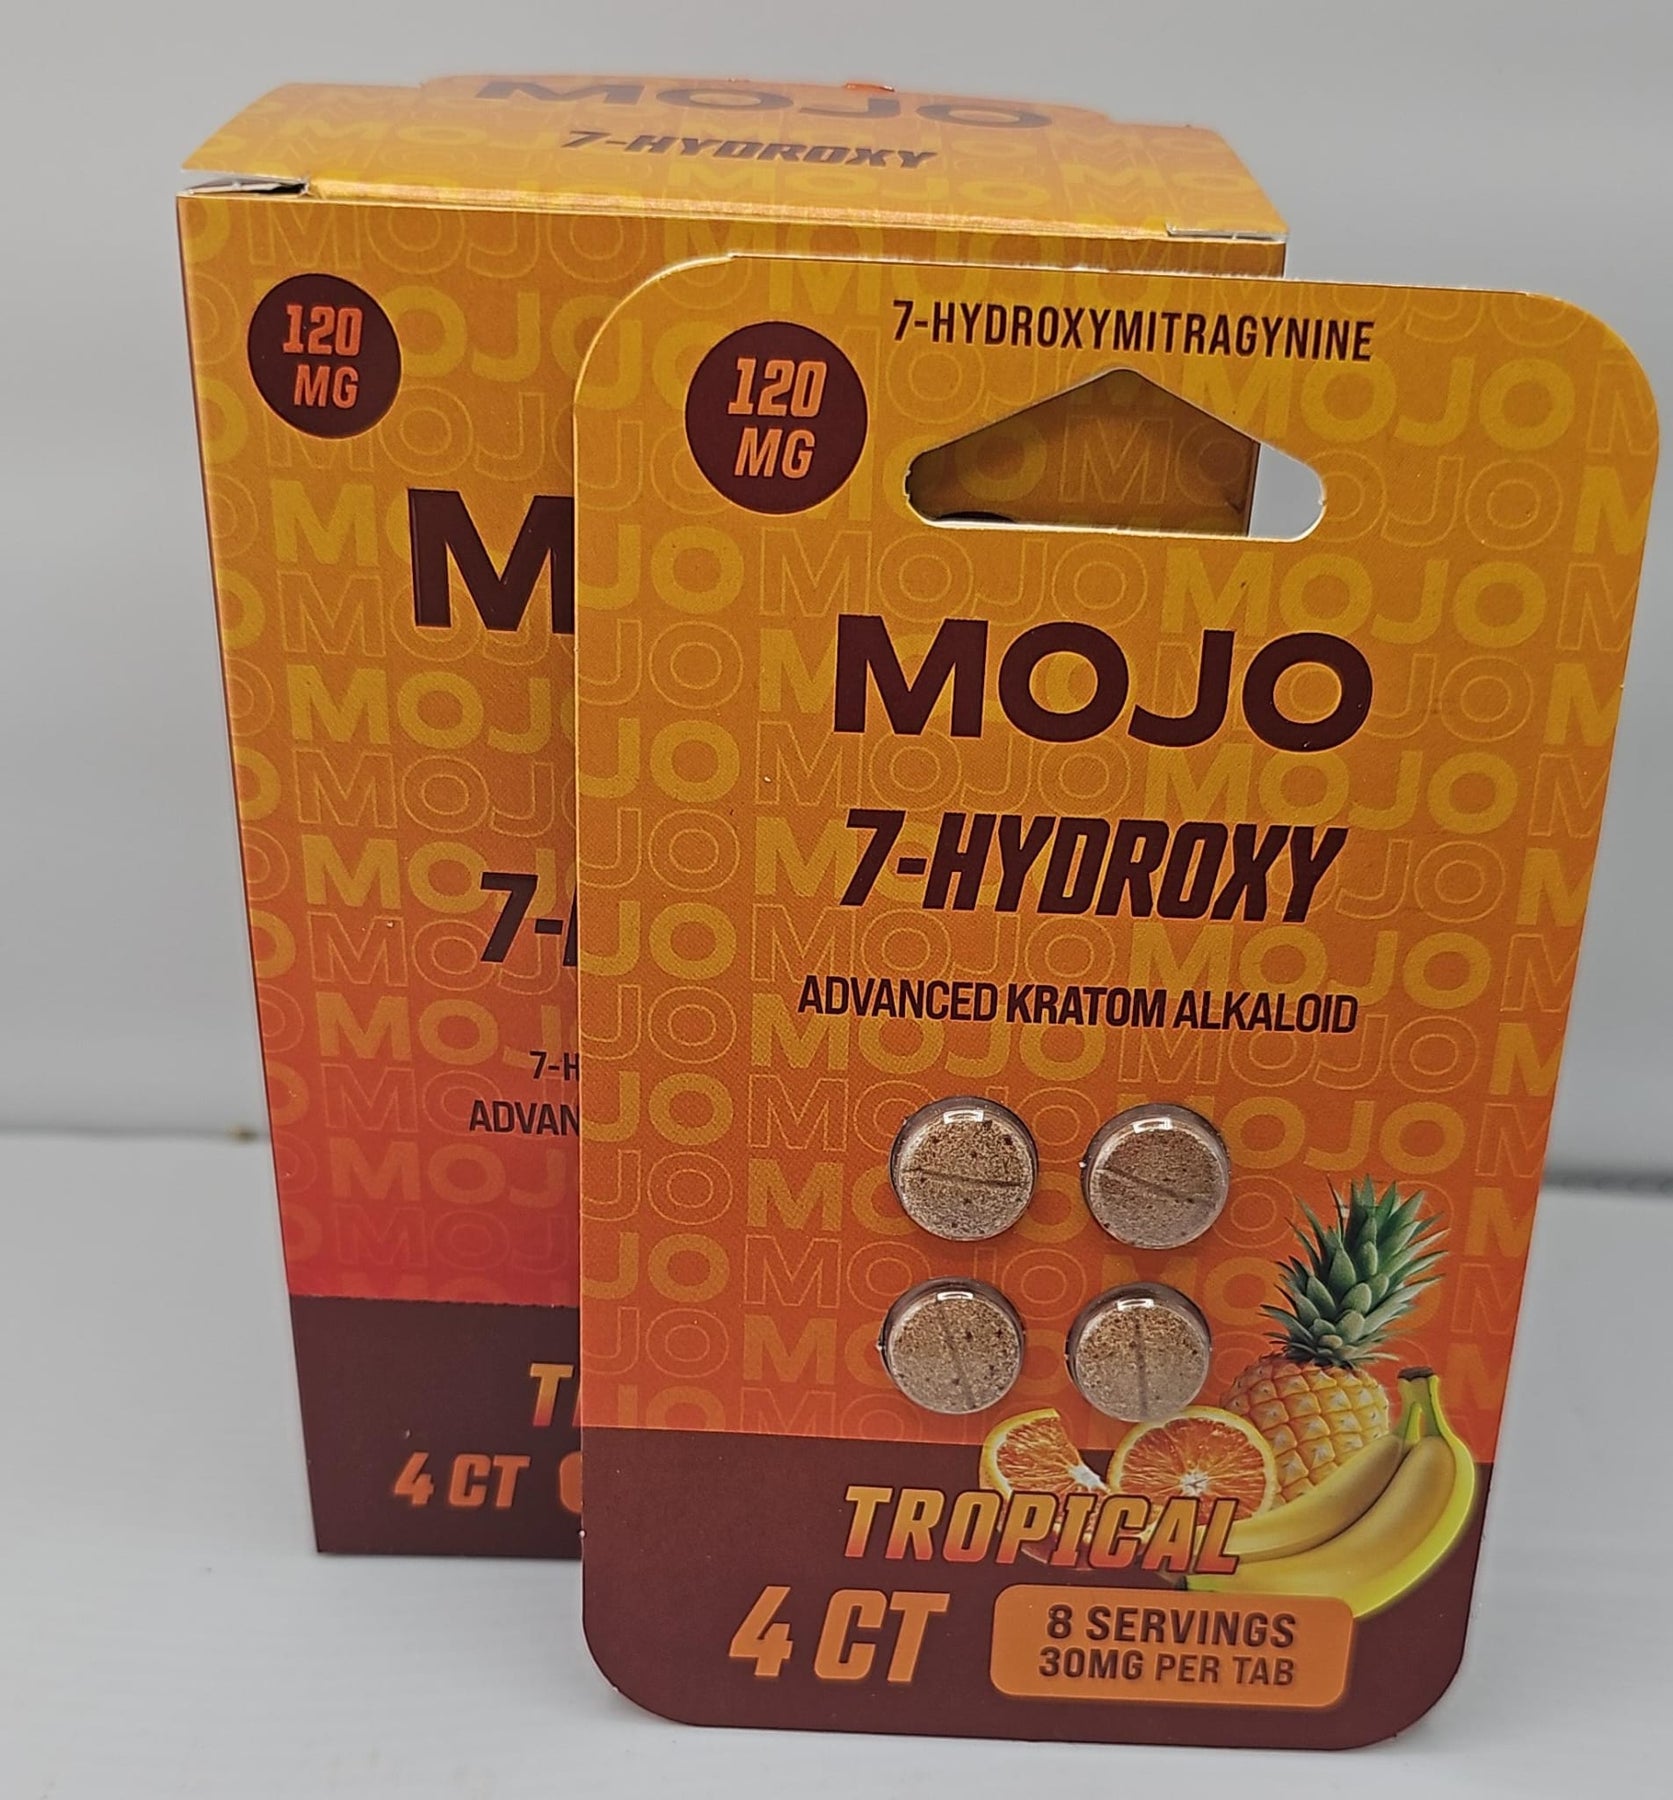 MOJO
7-HYDROXY
120
MG
4 CT
7-HYDROXYMITRAGYNINE
120
MG
MOJO
7-HYDROXY
ADVANCED KRATOM ALKALOID
TROPICAL
4 CT
8 SERVINGS
30MG PER TAB